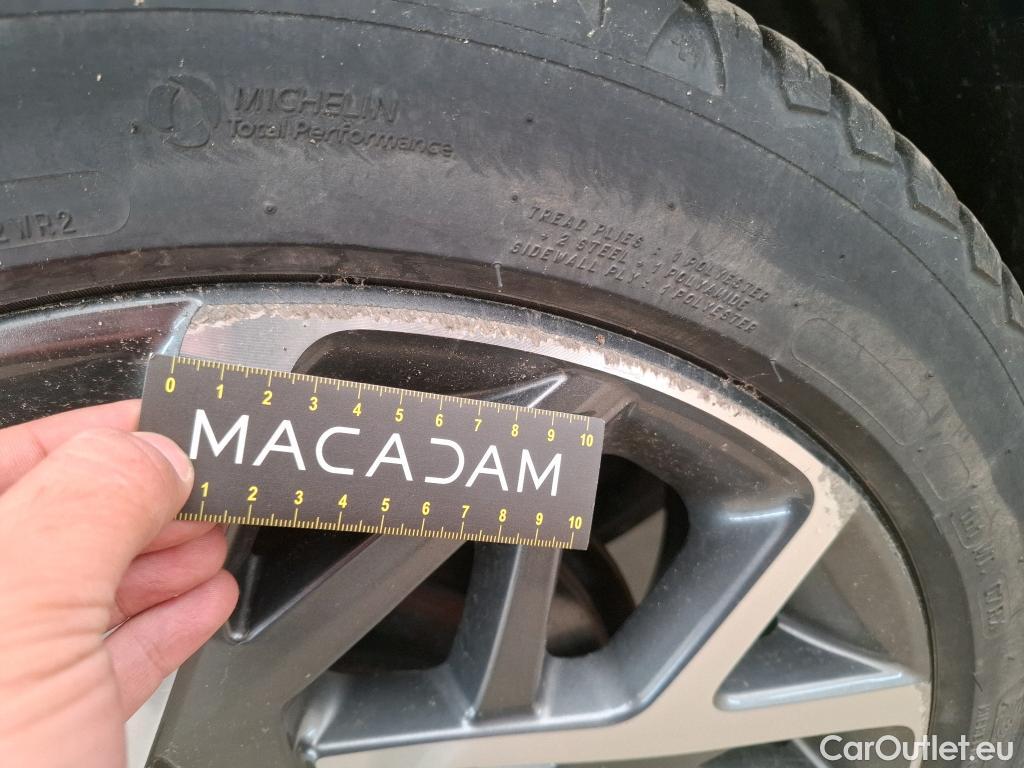 MICHELIN
Total Performance
2WR2
TREAD PLIES : 1 POLYESTER
+ 2 STEEL + 1 POLYAMIDE
SIDEWALL PLY : 1 POLYESTER
0 1 2 3 4 5 6 7 8 9 10
MACADAM
1 2 3 4 5 6 7 8 9 10
CarOutlet.eu